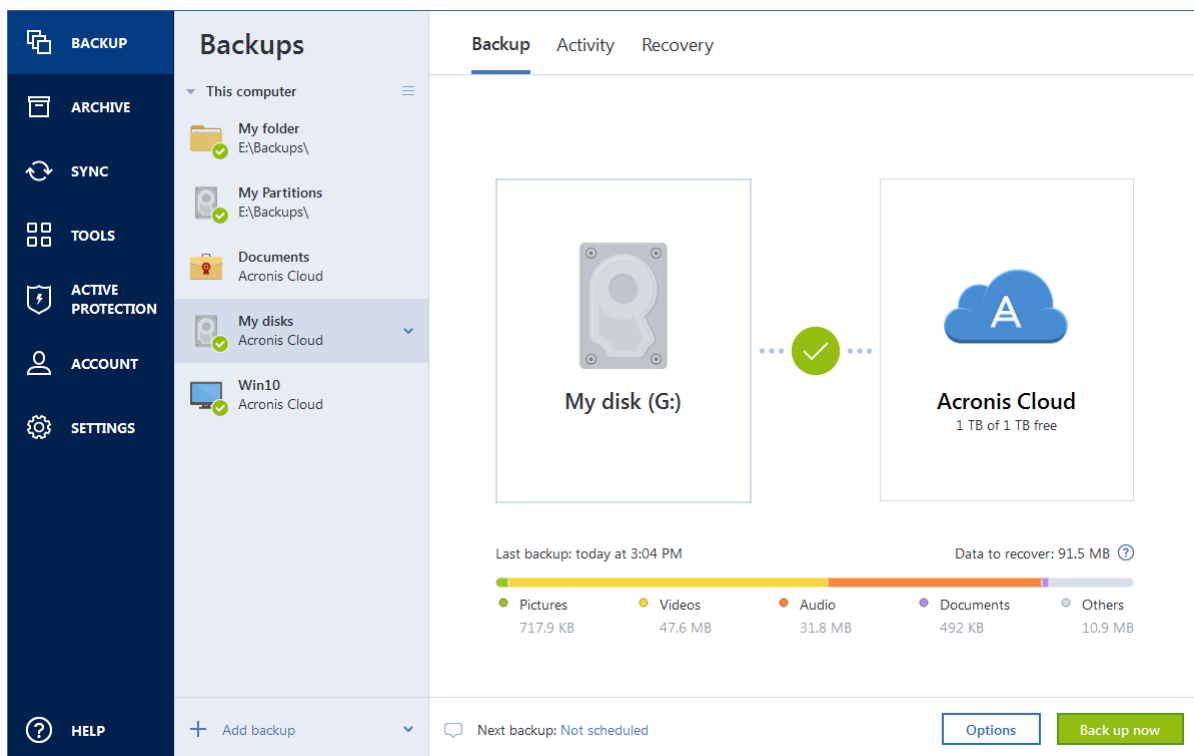 BACKUP
ARCHIVE
SYNC
TOOLS
ACTIVE
PROTECTION
ACCOUNT
SETTINGS
HELP
Backups
This computer
My folder
E:\Backups\
My Partitions
E:\Backups\
Documents
Acronis Cloud
My disks
Acronis Cloud
Win10
Acronis Cloud
Add backup
Backup Activity Recovery
My disk (G:)
A
Acronis Cloud
1 TB of 1 TB free
Last backup: today at 3:04 PM Data to recover: 91.5 MB ?
Pictures Videos Audio Documents Others
717.9 KB 47.6 MB 31.8 MB 492 KB 10.9 MB
Next backup: Not scheduled Options Back up now